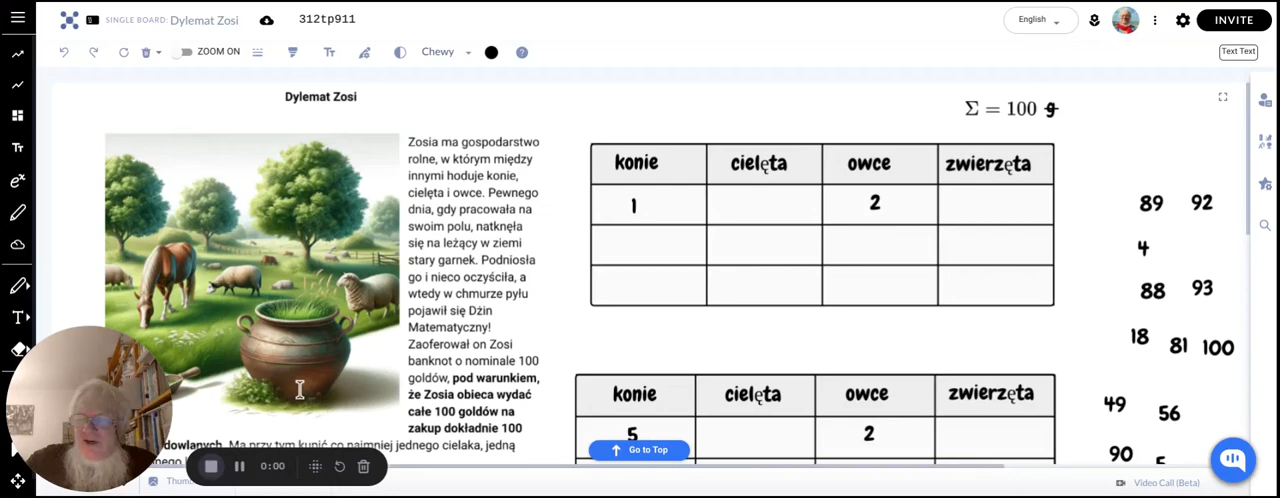 SINGLE BOARD: Dylemat Zosi
312tp911
English
INVITE
ZOOM ON
Tт
Chewy
Text Text
Dylemat Zosi
Σ = 100 g
Zosia ma gospodarstwo
rolne, w którym między
innymi hoduje konie,
cielęta i owce. Pewnego
dnia, gdy pracowała na
swoim polu, natknęła
się na leżący w ziemi
stary garnek. Podniosła
go i nieco oczyściła, a
wtedy w chmurze pyłu
pojawił się Dżin
Matematyczny!
Zaoferował on Zosi
banknot o nominale 100
goldów, pod warunkiem,
że Zosia obieca wydać
całe 100 goldów na
zakup dokładnie 100
dowlanych. Ma przy tym kupić co najmniej jednego cielaka, jedną
konie cielęta owce zwierzęta
1 2
konie cielęta owce zwierzęta
5 2
89 92
4
88 93
18 81 100
49 56
90 5
Go to Top
0:00
Thum
Video Call (Beta)